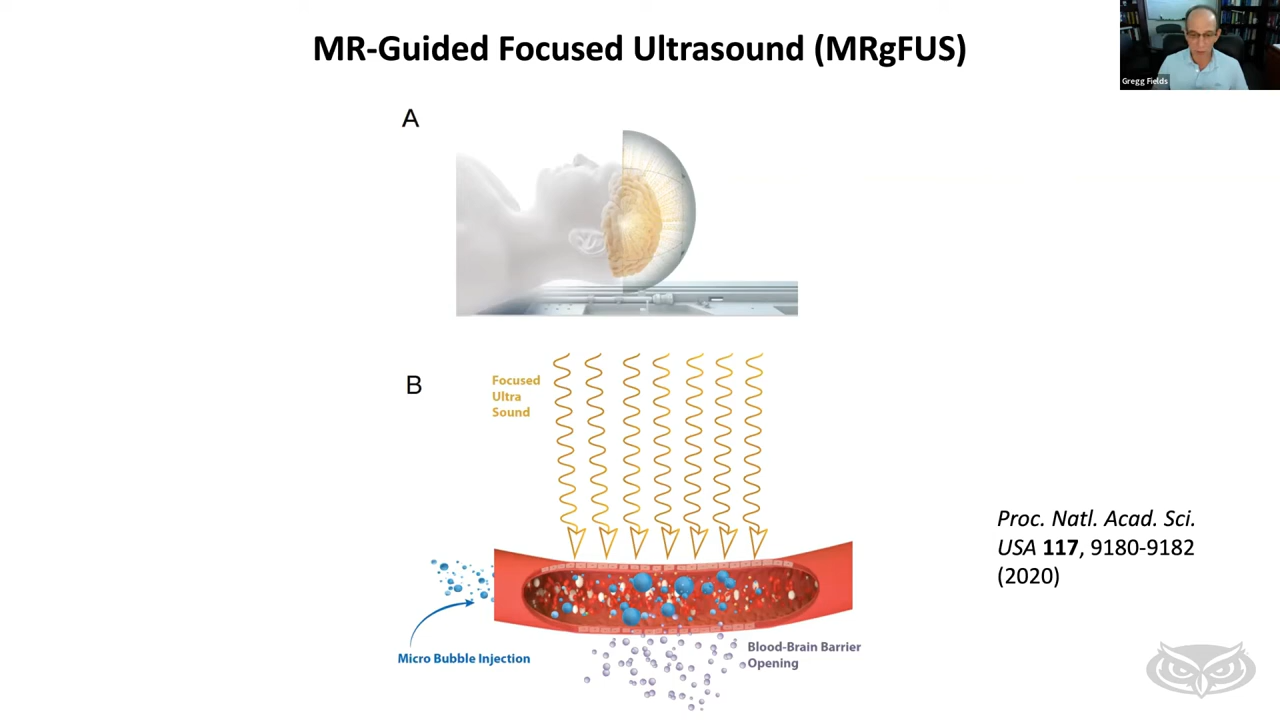 MR-Guided Focused Ultrasound (MRgFUS)
Gregg Fields
A
B
Focused
Ultra
Sound
Proc. Natl. Acad. Sci.
USA 117, 9180-9182
(2020)
Micro Bubble Injection
Blood-Brain Barrier
Opening